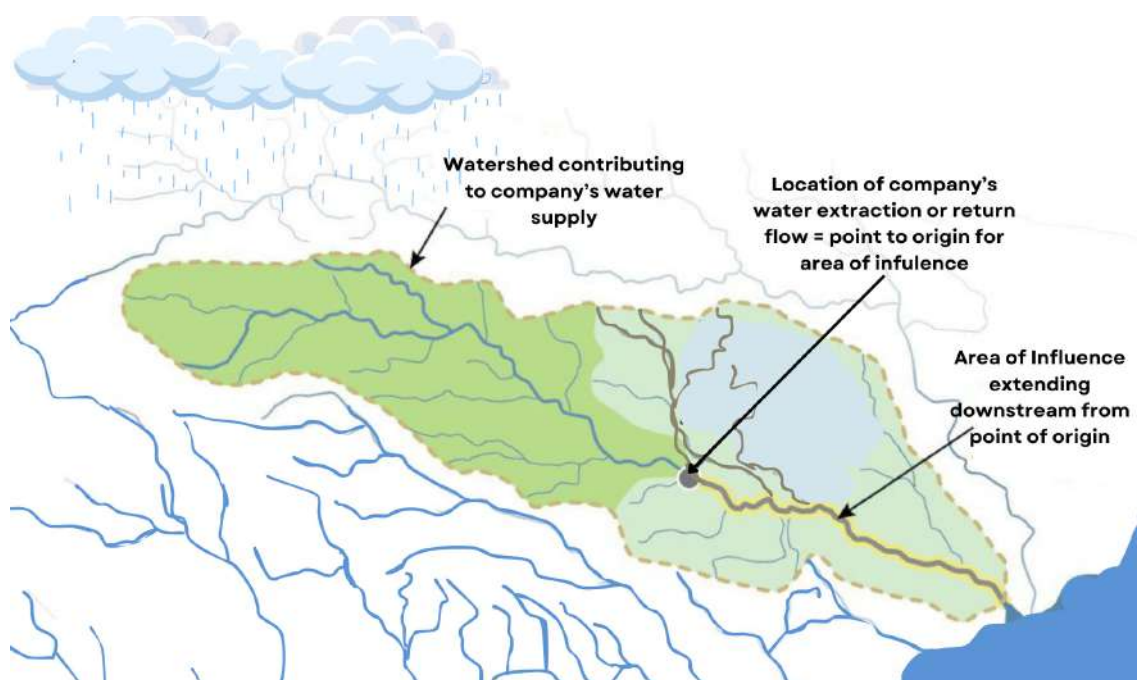 Watershed contributing
to company's water
supply
Location of company's
water extraction or return
flow = point to origin for
area of infulence
Area of Influence
extending
downstream from
point of origin